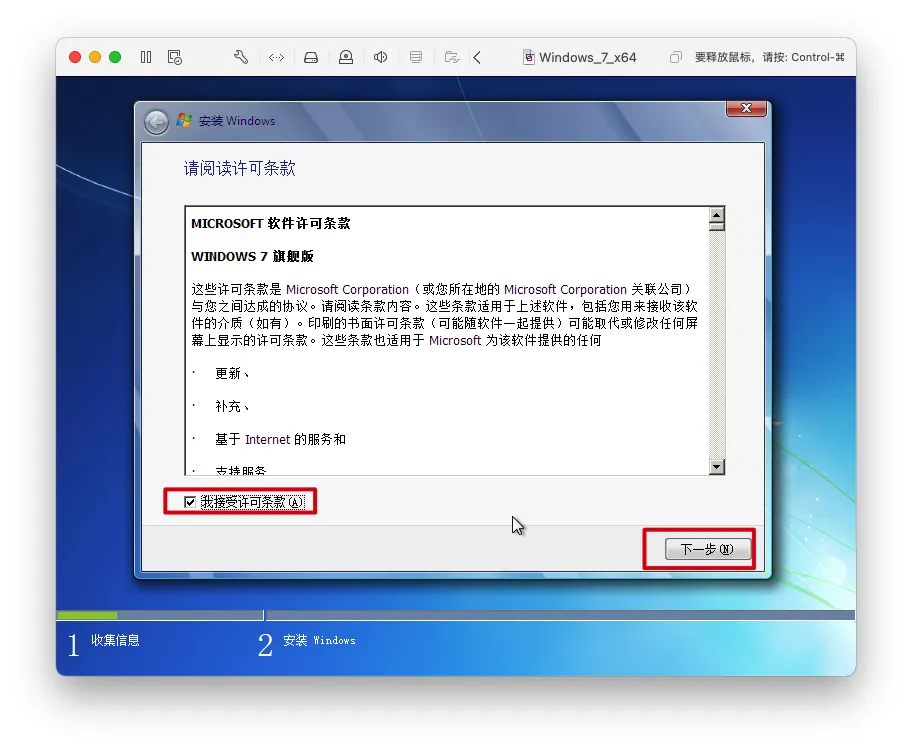 Windows_7_x64
要释放鼠标，请按: Control-⌘
安装 Windows
请阅读许可条款
MICROSOFT 软件许可条款
WINDOWS 7 旗舰版
这些许可条款是 Microsoft Corporation（或您所在地的 Microsoft Corporation 关联公司）
与您之间达成的协议。请阅读条款内容。这些条款适用于上述软件，包括您用来接收该软
件的介质（如有）。印刷的书面许可条款（可能随软件一起提供）可能取代或修改任何屏
幕上显示的许可条款。这些条款也适用于 Microsoft 为该软件提供的任何
· 更新、
· 补充、
· 基于 Internet 的服务和
· 支持服务
我接受许可条款(A)
下一步(N)
1 收集信息
2 安装 Windows